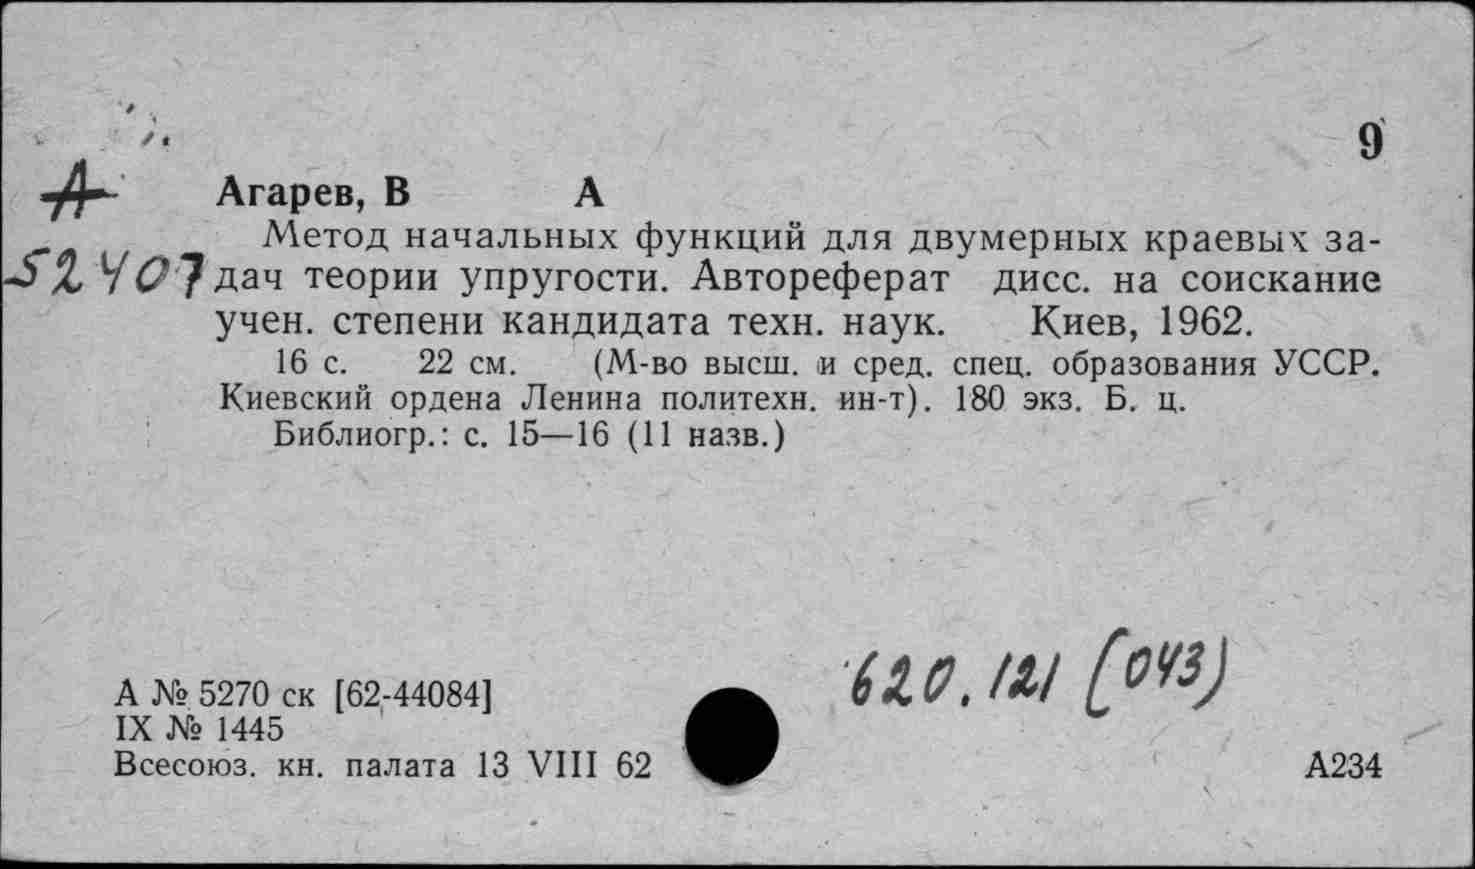 9
А Агарев, В А
Метод начальных функций для двумерных краевых за-
52407 дач теории упругости. Автореферат дисс. на соискание
учен. степени кандидата техн. наук. Киев, 1962.
16 с. 22 см. (М-во высш. и сред. спец. образования УССР.
Киевский ордена Ленина политехн. ин-т). 180 экз. Б. ц.
Библиогр.: с. 15—16 (11 назв.)
620.121 (043)
А № 5270 ск [62-44084]
IX № 1445
Всесоюз. кн. палата 13 VIII 62
А234